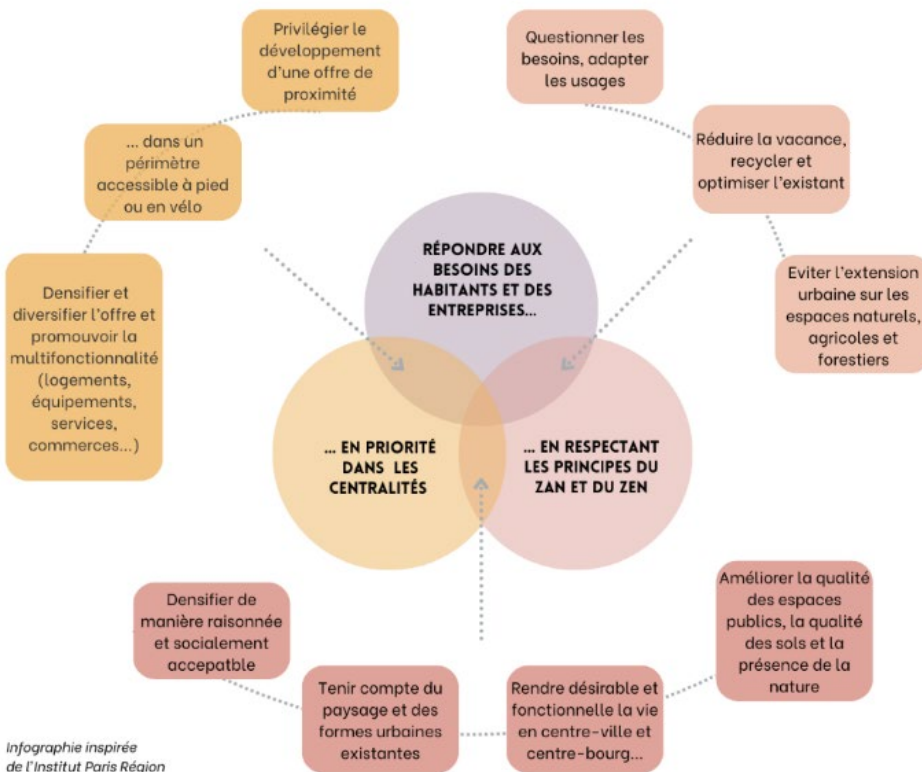 Privilégier le
développement
d'une offre de
proximité
... dans un
périmètre
accessible à pied
ou en vélo
Densifier et
diversifier l'offre et
promouvoir la
multifonctionnalité
(logements,
équipements,
services,
commerces...)
Questionner les
besoins, adapter
les usages
Réduire la vacance,
recycler et
optimiser l'existant
Eviter l'extension
urbaine sur les
espaces naturels,
agricoles et
forestiers
RÉPONDRE AUX
BESOINS DES
HABITANTS ET DES
ENTREPRISES...
... EN PRIORITÉ
DANS LES
CENTRALITÉS
... EN RESPECTANT
LES PRINCIPES DU
ZAN ET DU ZEN
Densifier de
manière raisonnée
et socialement
accepatble
Tenir compte du
paysage et des
formes urbaines
existantes
Rendre désirable et
fonctionnelle la vie
en centre-ville et
centre-bourg...
Améliorer la qualité
des espaces
publics, la qualité
des sols et la
présence de la
nature
Infographie inspirée
de l'Institut Paris Région